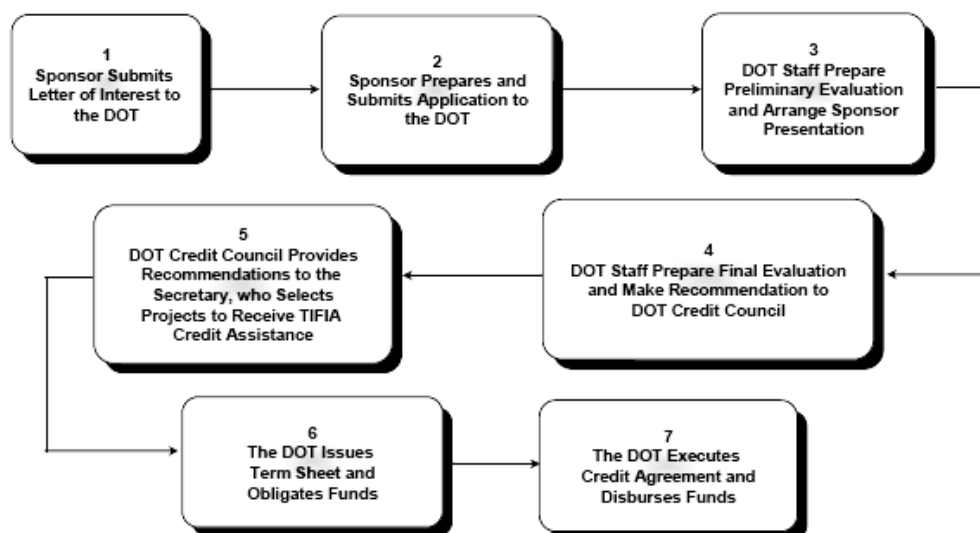 1
Sponsor Submits
Letter of Interest to
the DOT
2
Sponsor Prepares and
Submits Application to
the DOT
3
DOT Staff Prepare
Preliminary Evaluation
and Arrange Sponsor
Presentation
4
DOT Staff Prepare Final Evaluation
and Make Recommendation to
DOT Credit Council
5
DOT Credit Council Provides
Recommendations to the
Secretary, who Selects
Projects to Receive TIFIA
Credit Assistance
6
The DOT Issues
Term Sheet and
Obligates Funds
7
The DOT Executes
Credit Agreement and
Disburses Funds